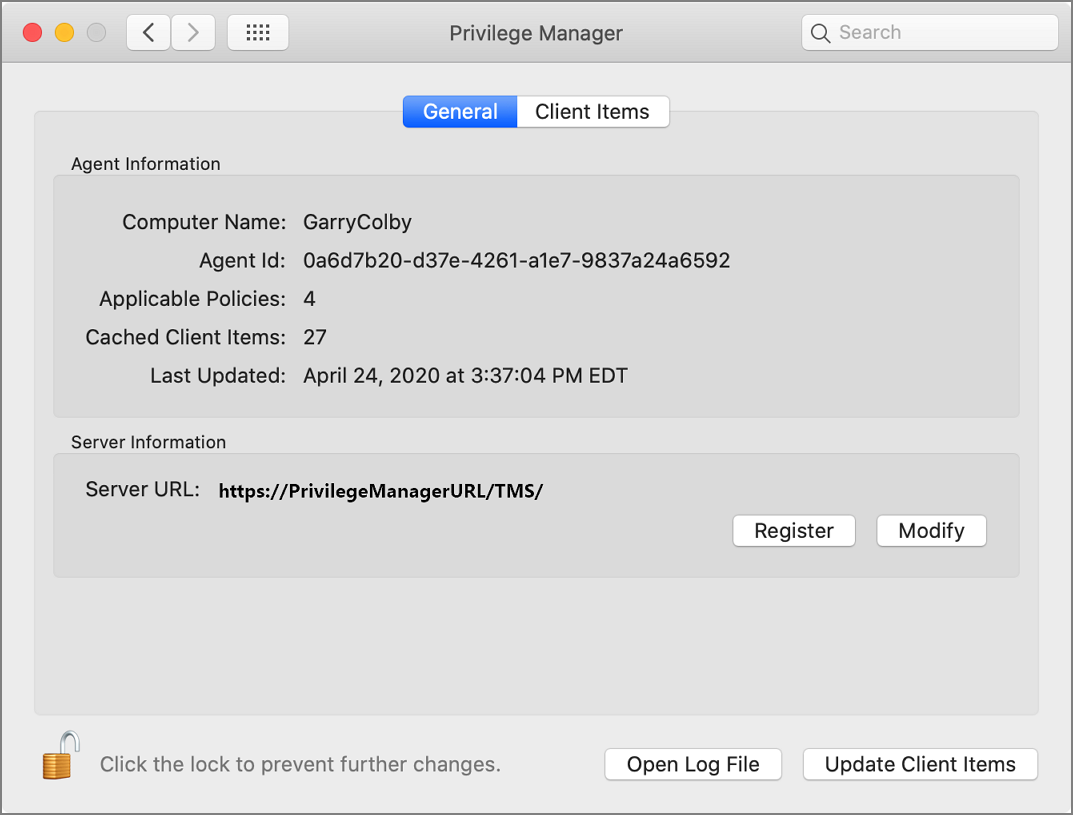 Privilege Manager
Search
General
Client Items
Agent Information
Computer Name: GarryColby
Agent Id: 0a6d7b20-d37e-4261-a1e7-9837a24a6592
Applicable Policies: 4
Cached Client Items: 27
Last Updated: April 24, 2020 at 3:37:04 PM EDT
Server Information
Server URL: https://PrivilegeManagerURL/TMS/
Register
Modify
Click the lock to prevent further changes.
Open Log File
Update Client Items